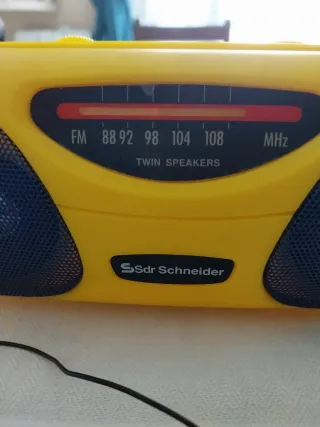 FM 88 92 98 104 108 MHz
TWIN SPEAKERS
Sdr Schneider